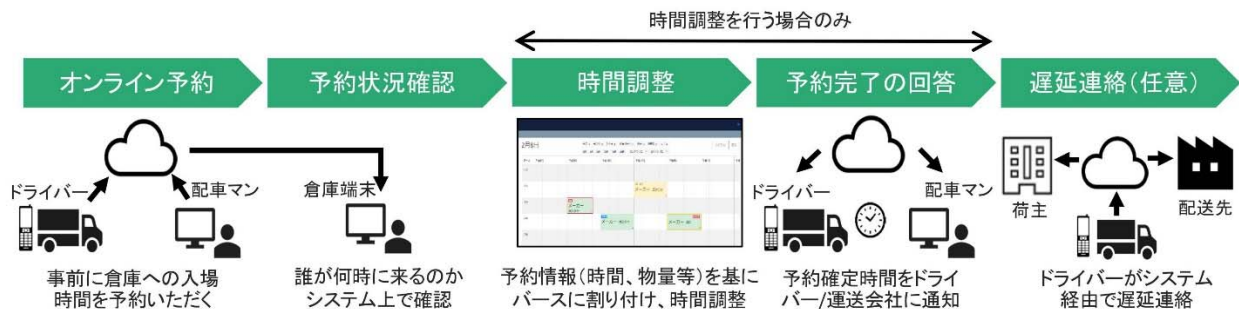 時間調整を行う場合のみ
オンライン予約
予約状況確認
時間調整
予約完了の回答
遅延連絡(任意)
ドライバー
配車マン
事前に倉庫への入場
時間を予約いただく
倉庫端末
誰が何時に来るのか
システム上で確認
2月8日
予約情報(時間、物量等)を基に
バースに割り付け、時間調整
ドライバー
配車マン
予約確定時間をドライ
バー/運送会社に通知
荷主
配送先
ドライバーがシステム
経由で遅延連絡